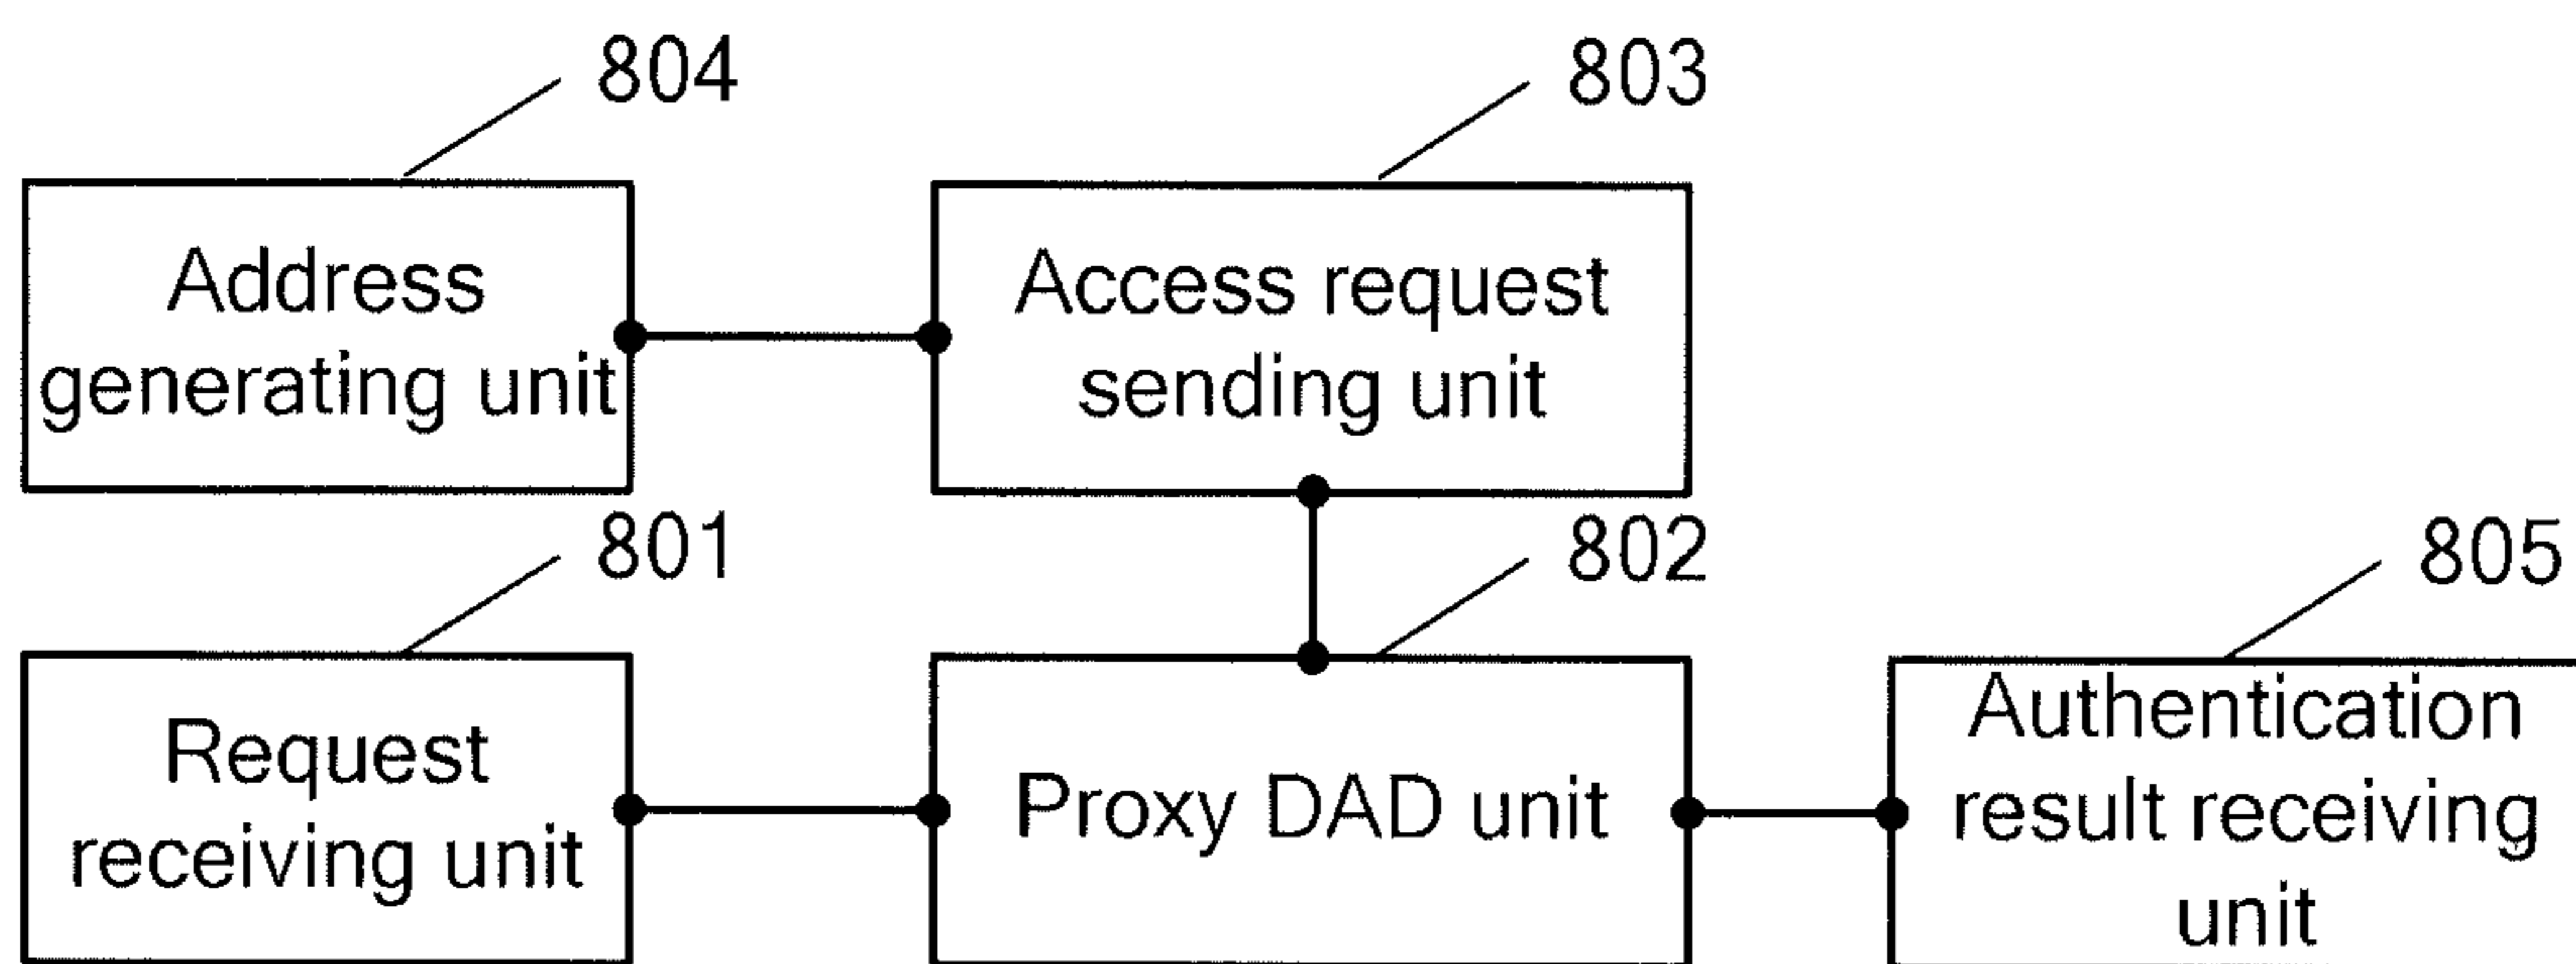 804
803
Address
generating unit
Access request
sending unit
801
802
805
Request
receiving unit
Proxy DAD unit
Authentication
result receiving
unit